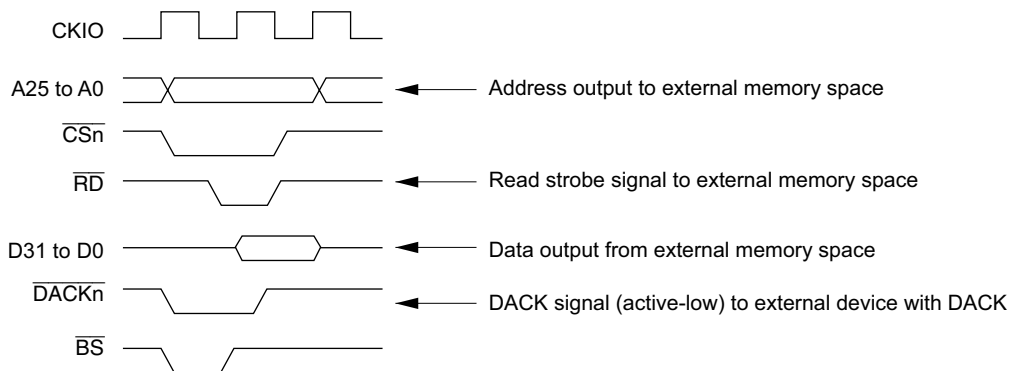 CKIO
A25 to A0 Address output to external memory space
CSn
RD Read strobe signal to external memory space
D31 to D0 Data output from external memory space
DACKn DACK signal (active-low) to external device with DACK
BS